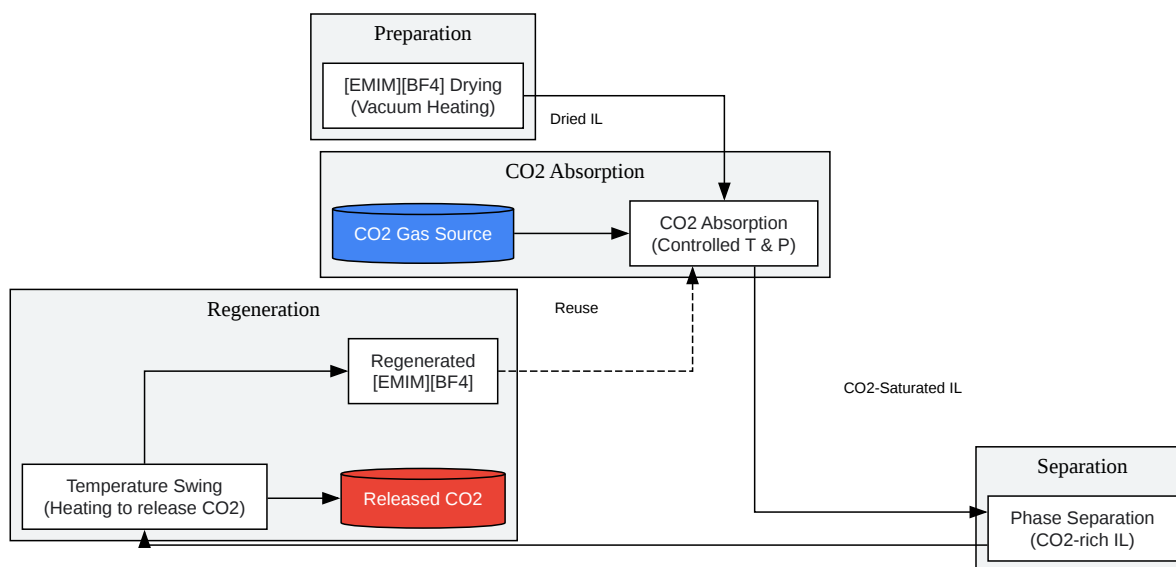 Preparation
[EMIM][BF4] Drying
(Vacuum Heating)
Dried IL
CO2 Absorption
CO2 Gas Source
CO2 Absorption
(Controlled T & P)
Regeneration
Reuse
Regenerated
[EMIM][BF4]
CO2-Saturated IL
Temperature Swing
(Heating to release CO2)
Released CO2
Separation
Phase Separation
(CO2-rich IL)